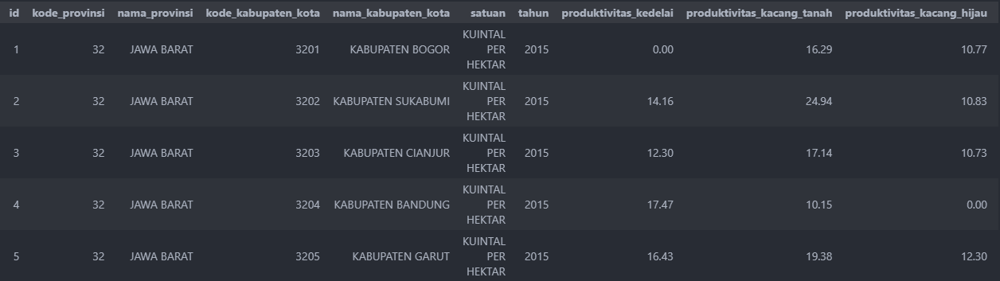 id kode_provinsi nama_provinsi kode_kabupaten_kota nama_kabupaten_kota satuan tahun produktivitas_kedelai produktivitas_kacang_tanah produktivitas_kacang_hijau
KUINTAL
1 32 JAWA BARAT 3201 KABUPATEN BOGOR PER 2015 0.00 16.29 10.77
HEKTAR
KUINTAL
2 32 JAWA BARAT 3202 KABUPATEN SUKABUMI PER 2015 14.16 24.94 10.83
HEKTAR
KUINTAL
3 32 JAWA BARAT 3203 KABUPATEN CIANJUR PER 2015 12.30 17.14 10.73
HEKTAR
KUINTAL
4 32 JAWA BARAT 3204 KABUPATEN BANDUNG PER 2015 17.47 10.15 0.00
HEKTAR
KUINTAL
5 32 JAWA BARAT 3205 KABUPATEN GARUT PER 2015 16.43 19.38 12.30
HEKTAR